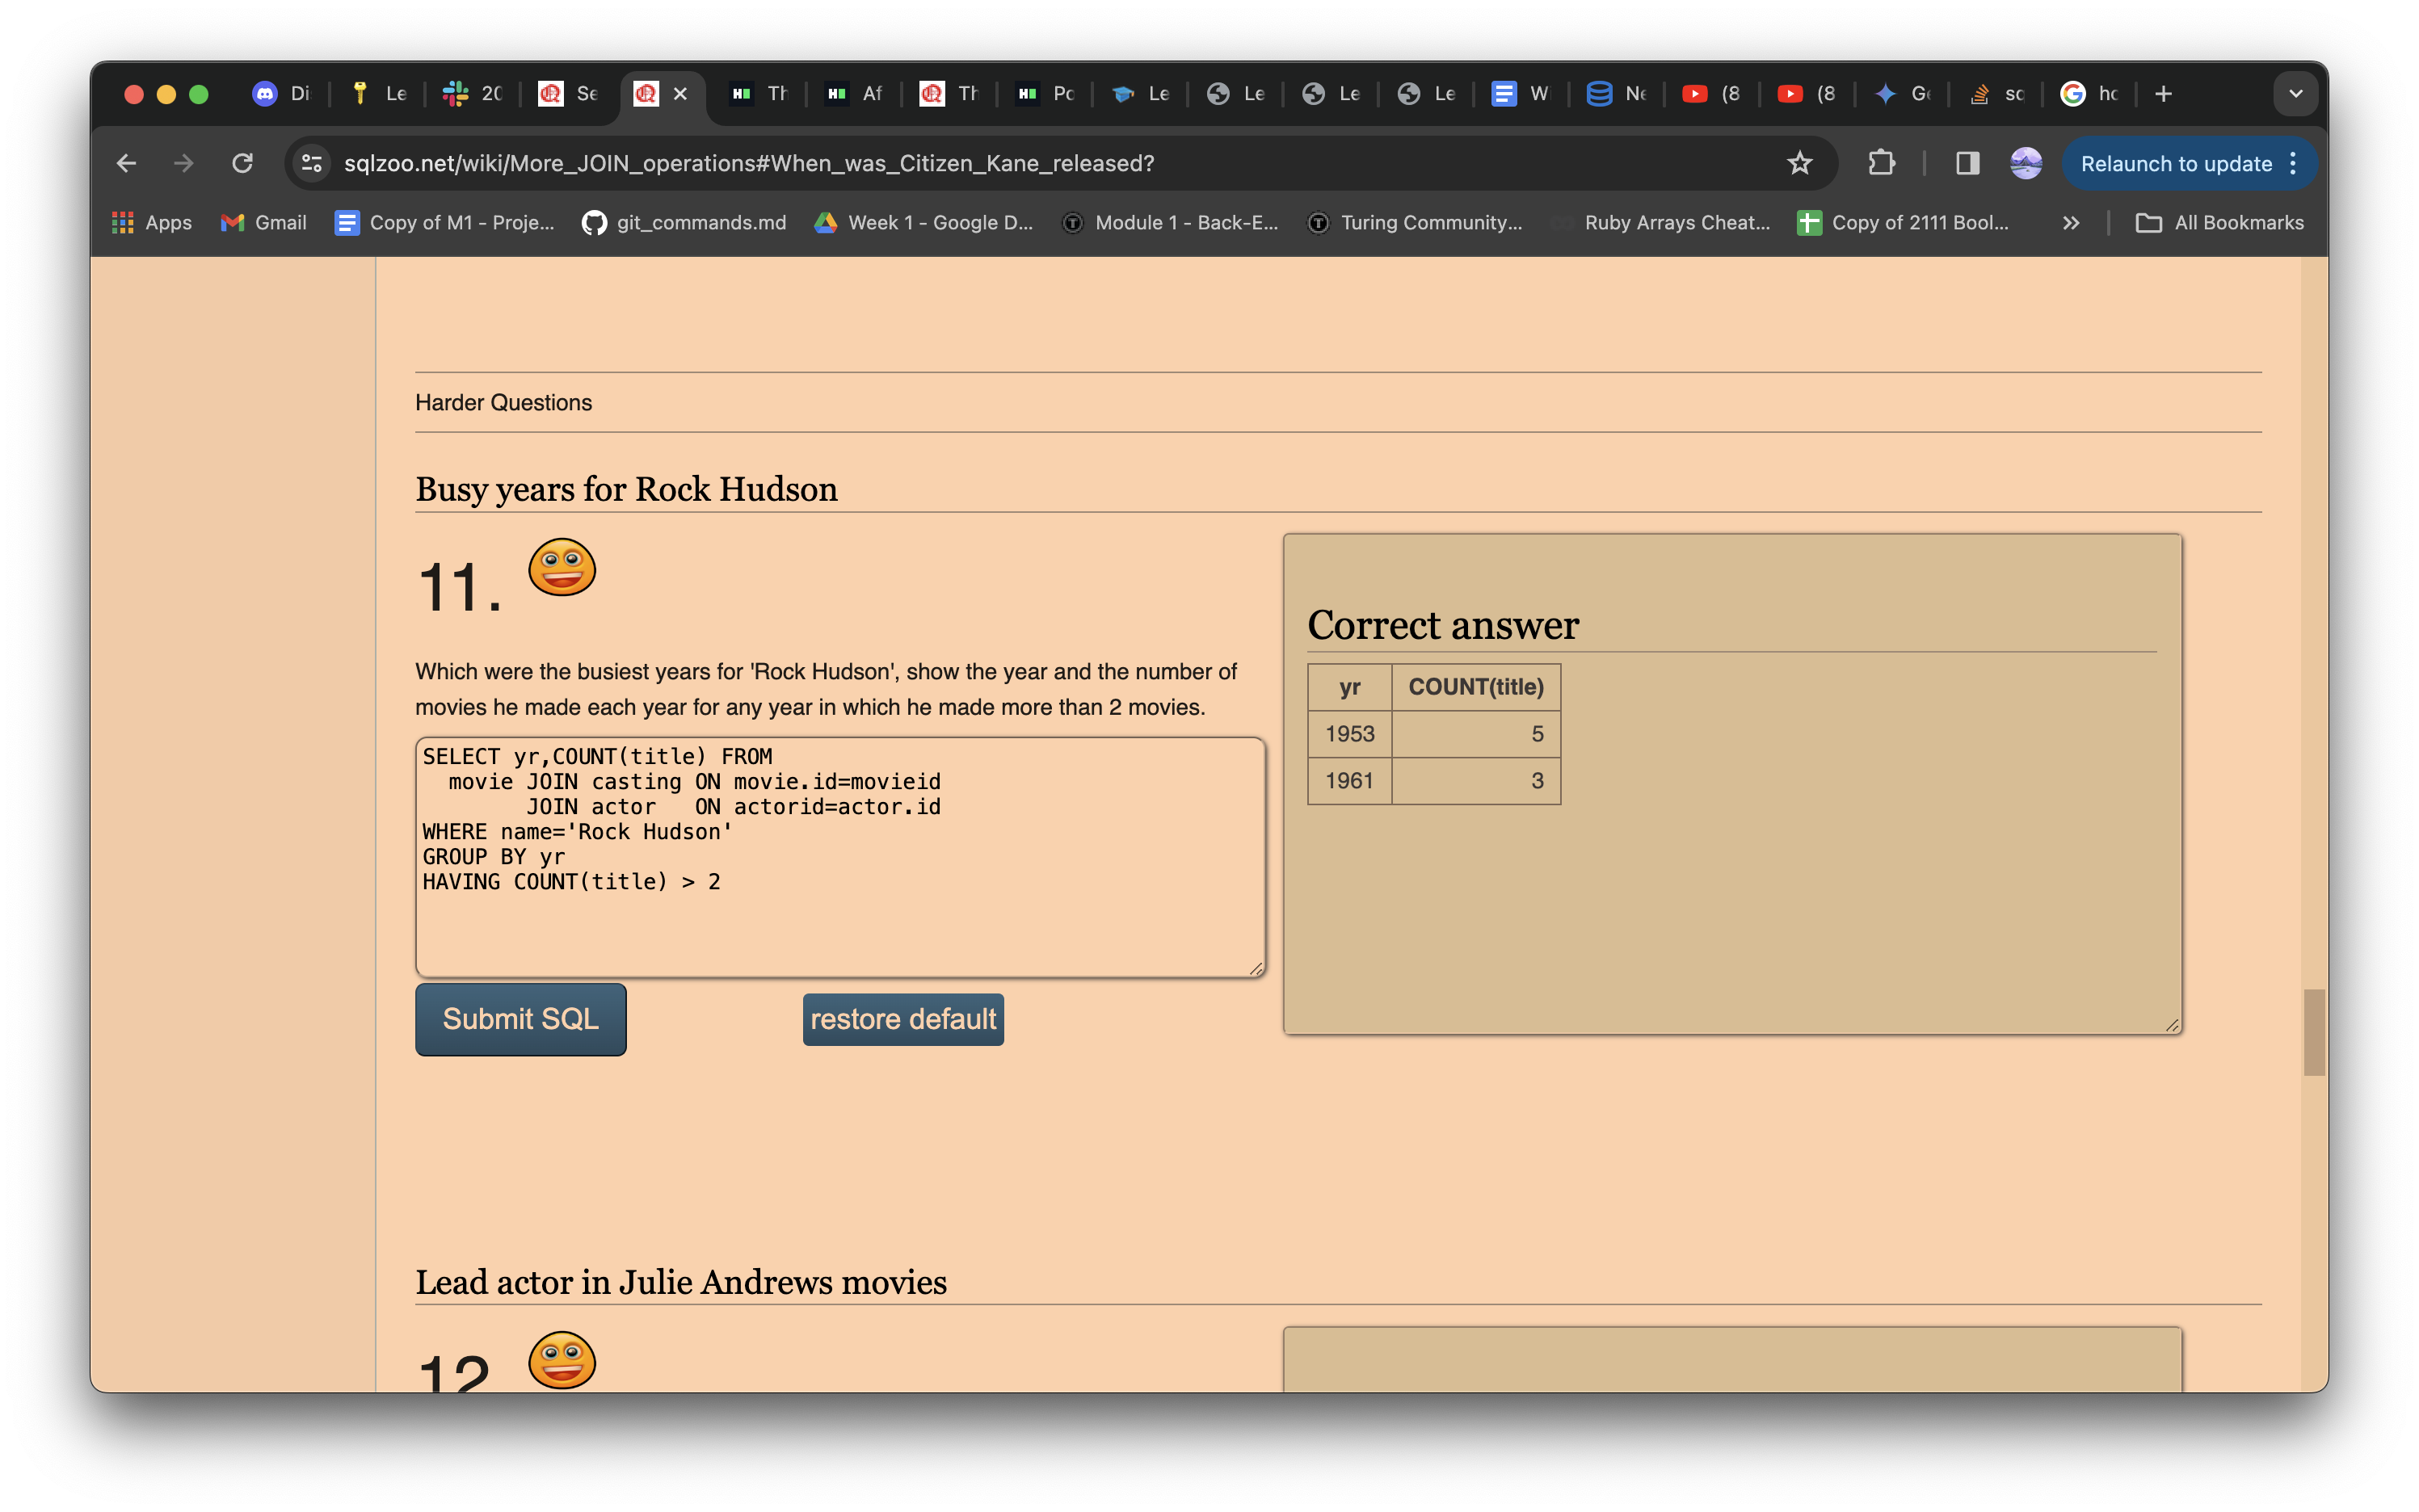 Di
Le
20
Se
Th
Af
Th
Po
Le
Le
Le
Le
W
Ne
(8
(8
G
so
ho
sqlzoo.net/wiki/More_JOIN_operations#When_was_Citizen_Kane_released?
Relaunch to update
Apps
Gmail
Copy of M1 - Proje...
git_commands.md
Week 1 - Google D...
Module 1 - Back-E...
Turing Community...
Ruby Arrays Cheat...
Copy of 2111 Bool...
All Bookmarks
Harder Questions
Busy years for Rock Hudson
11.
Which were the busiest years for 'Rock Hudson', show the year and the number of
movies he made each year for any year in which he made more than 2 movies.
SELECT yr,COUNT(title) FROM
  movie JOIN casting ON movie.id=movieid
        JOIN actor   ON actorid=actor.id
WHERE name='Rock Hudson'
GROUP BY yr
HAVING COUNT(title) > 2
Submit SQL
restore default
Correct answer
yr COUNT(title)
1953 5
1961 3
Lead actor in Julie Andrews movies
12